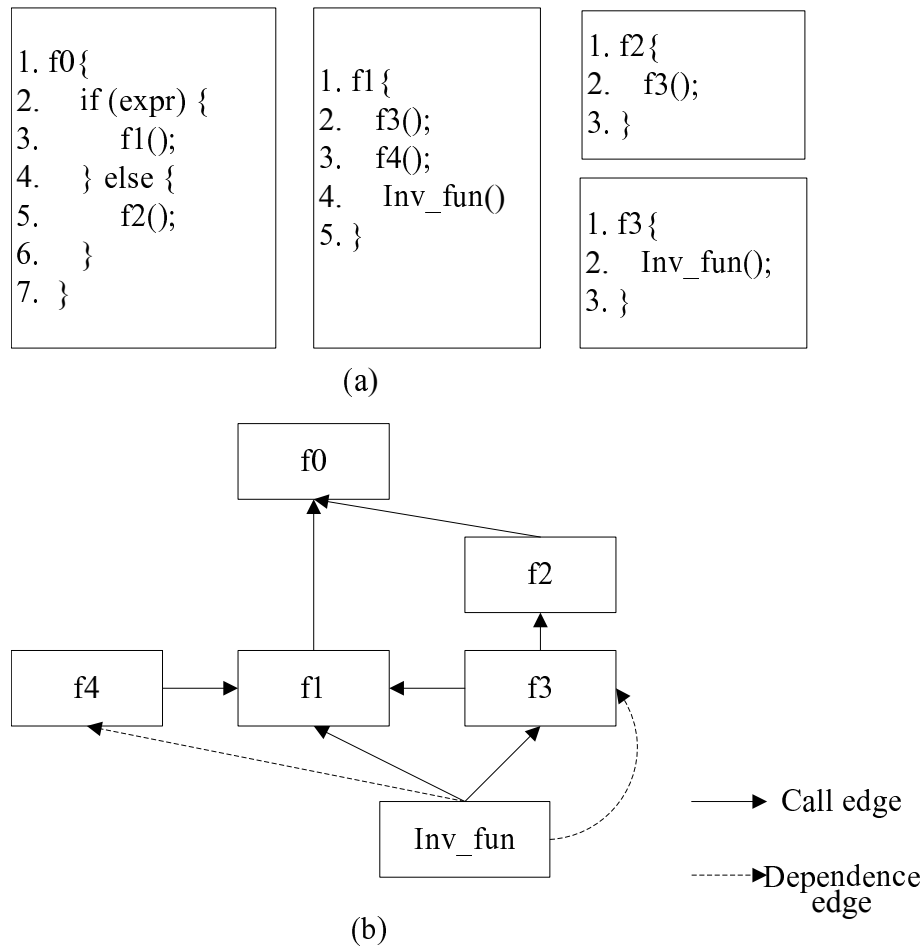 1. f0{
2. if (expr) {
3. f1();
4. } else {
5. f2();
6. }
7. }
1. f1{
2. f3();
3. f4();
4. Inv_fun()
5. }
1. f2{
2. f3();
3. }
1. f3{
2. Inv_fun();
3. }
(a)
f0
f2
f4
f1
f3
Inv_fun
Call edge
Dependence
edge
(b)